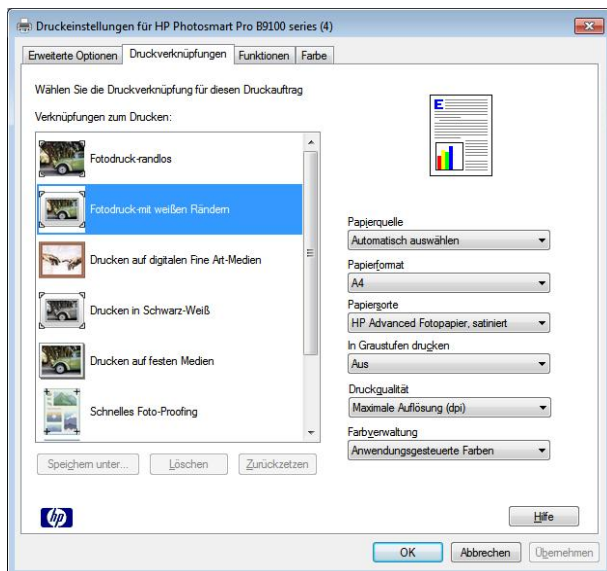 Druckeinstellungen für HP Photosmart Pro B9100 series (4)
Erweiterte Optionen
Druckverknüpfungen
Funktionen
Farbe
Wählen Sie die Druckverknüpfung für diesen Druckauftrag
Verknüpfungen zum Drucken:
Fotodruck-randlos
Fotodruck-mit weißen Rändern
Drucken auf digitalen Fine Art-Medien
Drucken in Schwarz-Weiß
Drucken auf festen Medien
Schnelles Foto-Proofing
Speichern unter...
Löschen
Zurückzetzen
E
Papierquelle
Automatisch auswählen
Papierformat
A4
Papiersorte
HP Advanced Fotopapier, satiniert
In Graustufen drucken
Aus
Druckqualität
Maximale Auflösung (dpi)
Farbverwaltung
Anwendungsgesteuerte Farben
hp
Hilfe
OK
Abbrechen
Übernehmen